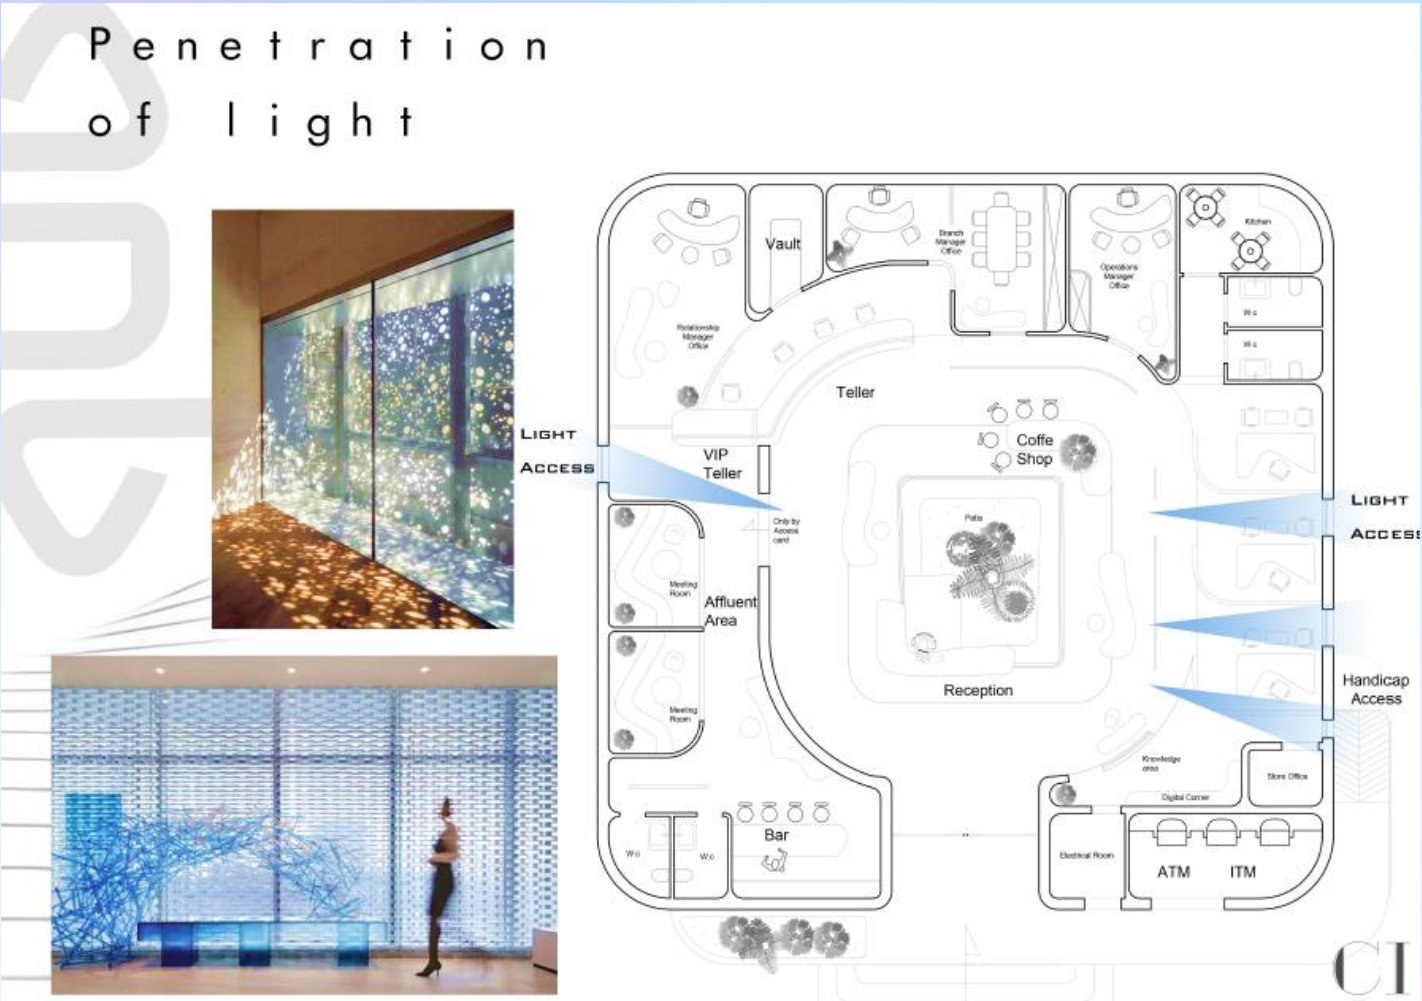 Penetration
of light
LIGHT
ACCESS
Vault
Branch
Manager
Office
Operations
Manager
Office
Kitchen
W.c
W.c
Relationship
Manager
Office
Teller
VIP
Teller
Coffe
Shop
Only by
Access
card
Patio
LIGHT
ACCESS
Meeting
Room
Affluent
Area
Meeting
Room
Reception
Handicap
Access
Knowledge
area
Store Office
Digital Corner
Bar
W.c
W.c
Electrical Room
ATM
ITM
CI